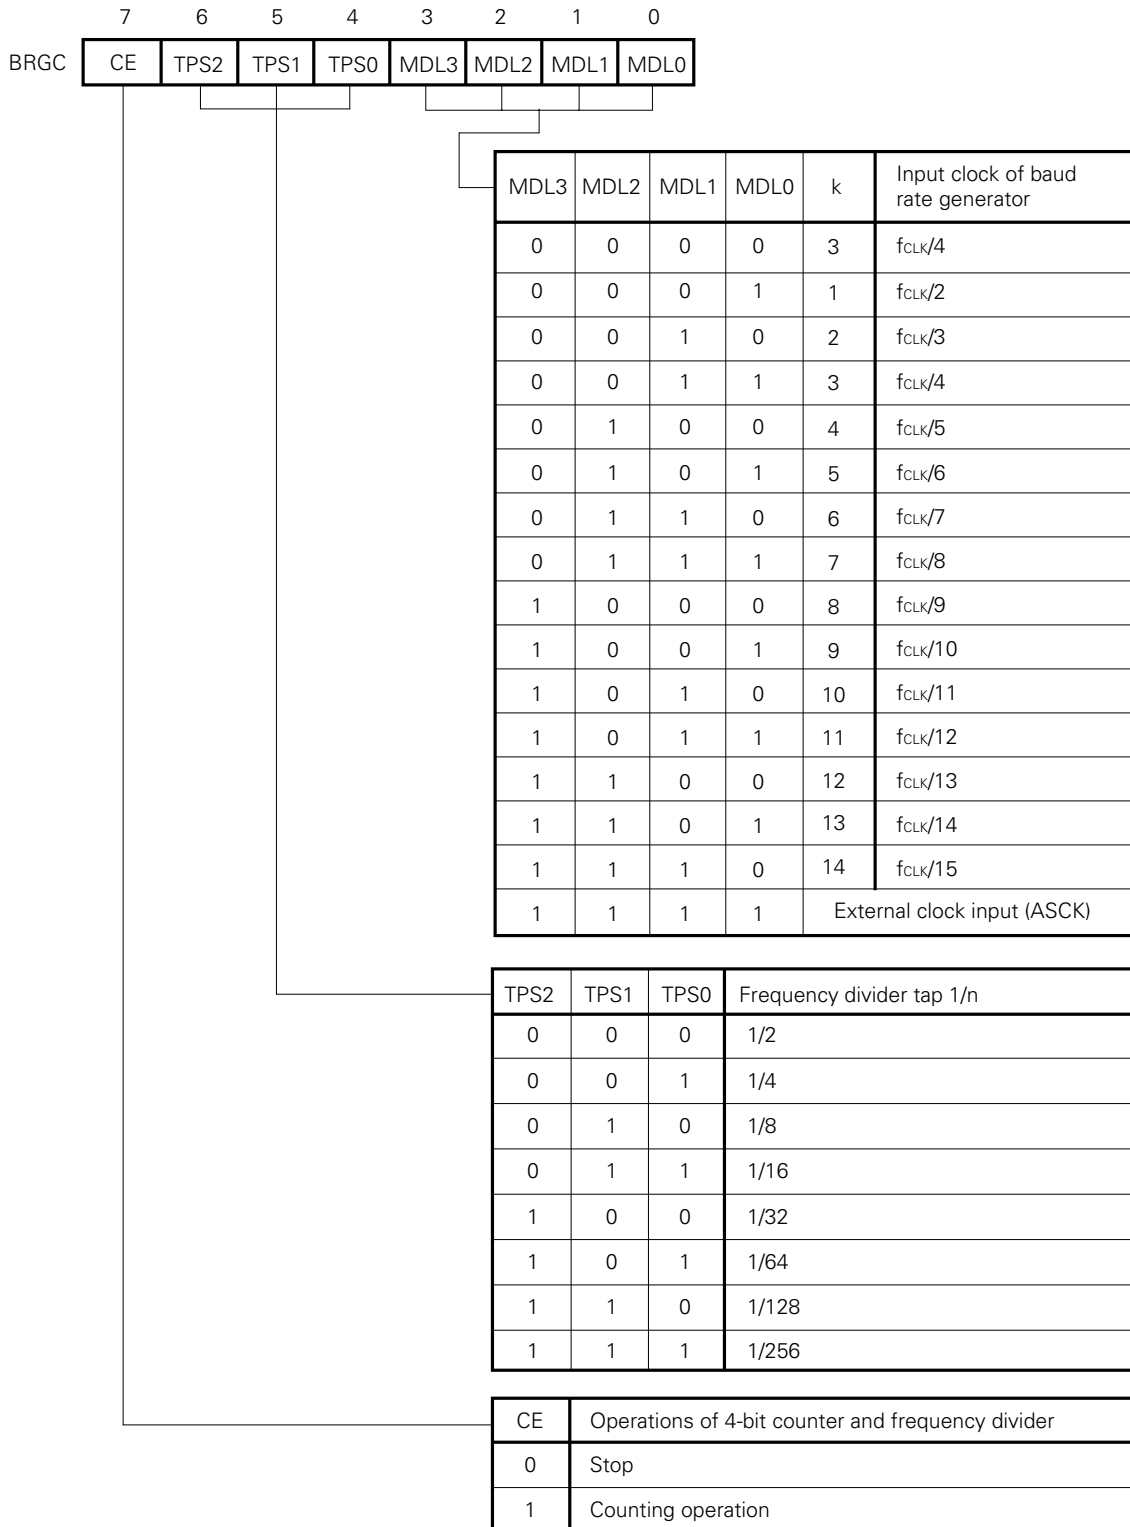 7 6 5 4 3 2 1 0
BRGC CE TPS2 TPS1 TPS0 MDL3 MDL2 MDL1 MDL0
MDL3 MDL2 MDL1 MDL0 k Input clock of baud
rate generator
0 0 0 0 3 fCLK/4
0 0 0 1 1 fCLK/2
0 0 1 0 2 fCLK/3
0 0 1 1 3 fCLK/4
0 1 0 0 4 fCLK/5
0 1 0 1 5 fCLK/6
0 1 1 0 6 fCLK/7
0 1 1 1 7 fCLK/8
1 0 0 0 8 fCLK/9
1 0 0 1 9 fCLK/10
1 0 1 0 10 fCLK/11
1 0 1 1 11 fCLK/12
1 1 0 0 12 fCLK/13
1 1 0 1 13 fCLK/14
1 1 1 0 14 fCLK/15
1 1 1 1 External clock input (ASCK)
TPS2 TPS1 TPS0 Frequency divider tap 1/n
0 0 0 1/2
0 0 1 1/4
0 1 0 1/8
0 1 1 1/16
1 0 0 1/32
1 0 1 1/64
1 1 0 1/128
1 1 1 1/256
CE Operations of 4-bit counter and frequency divider
0 Stop
1 Counting operation